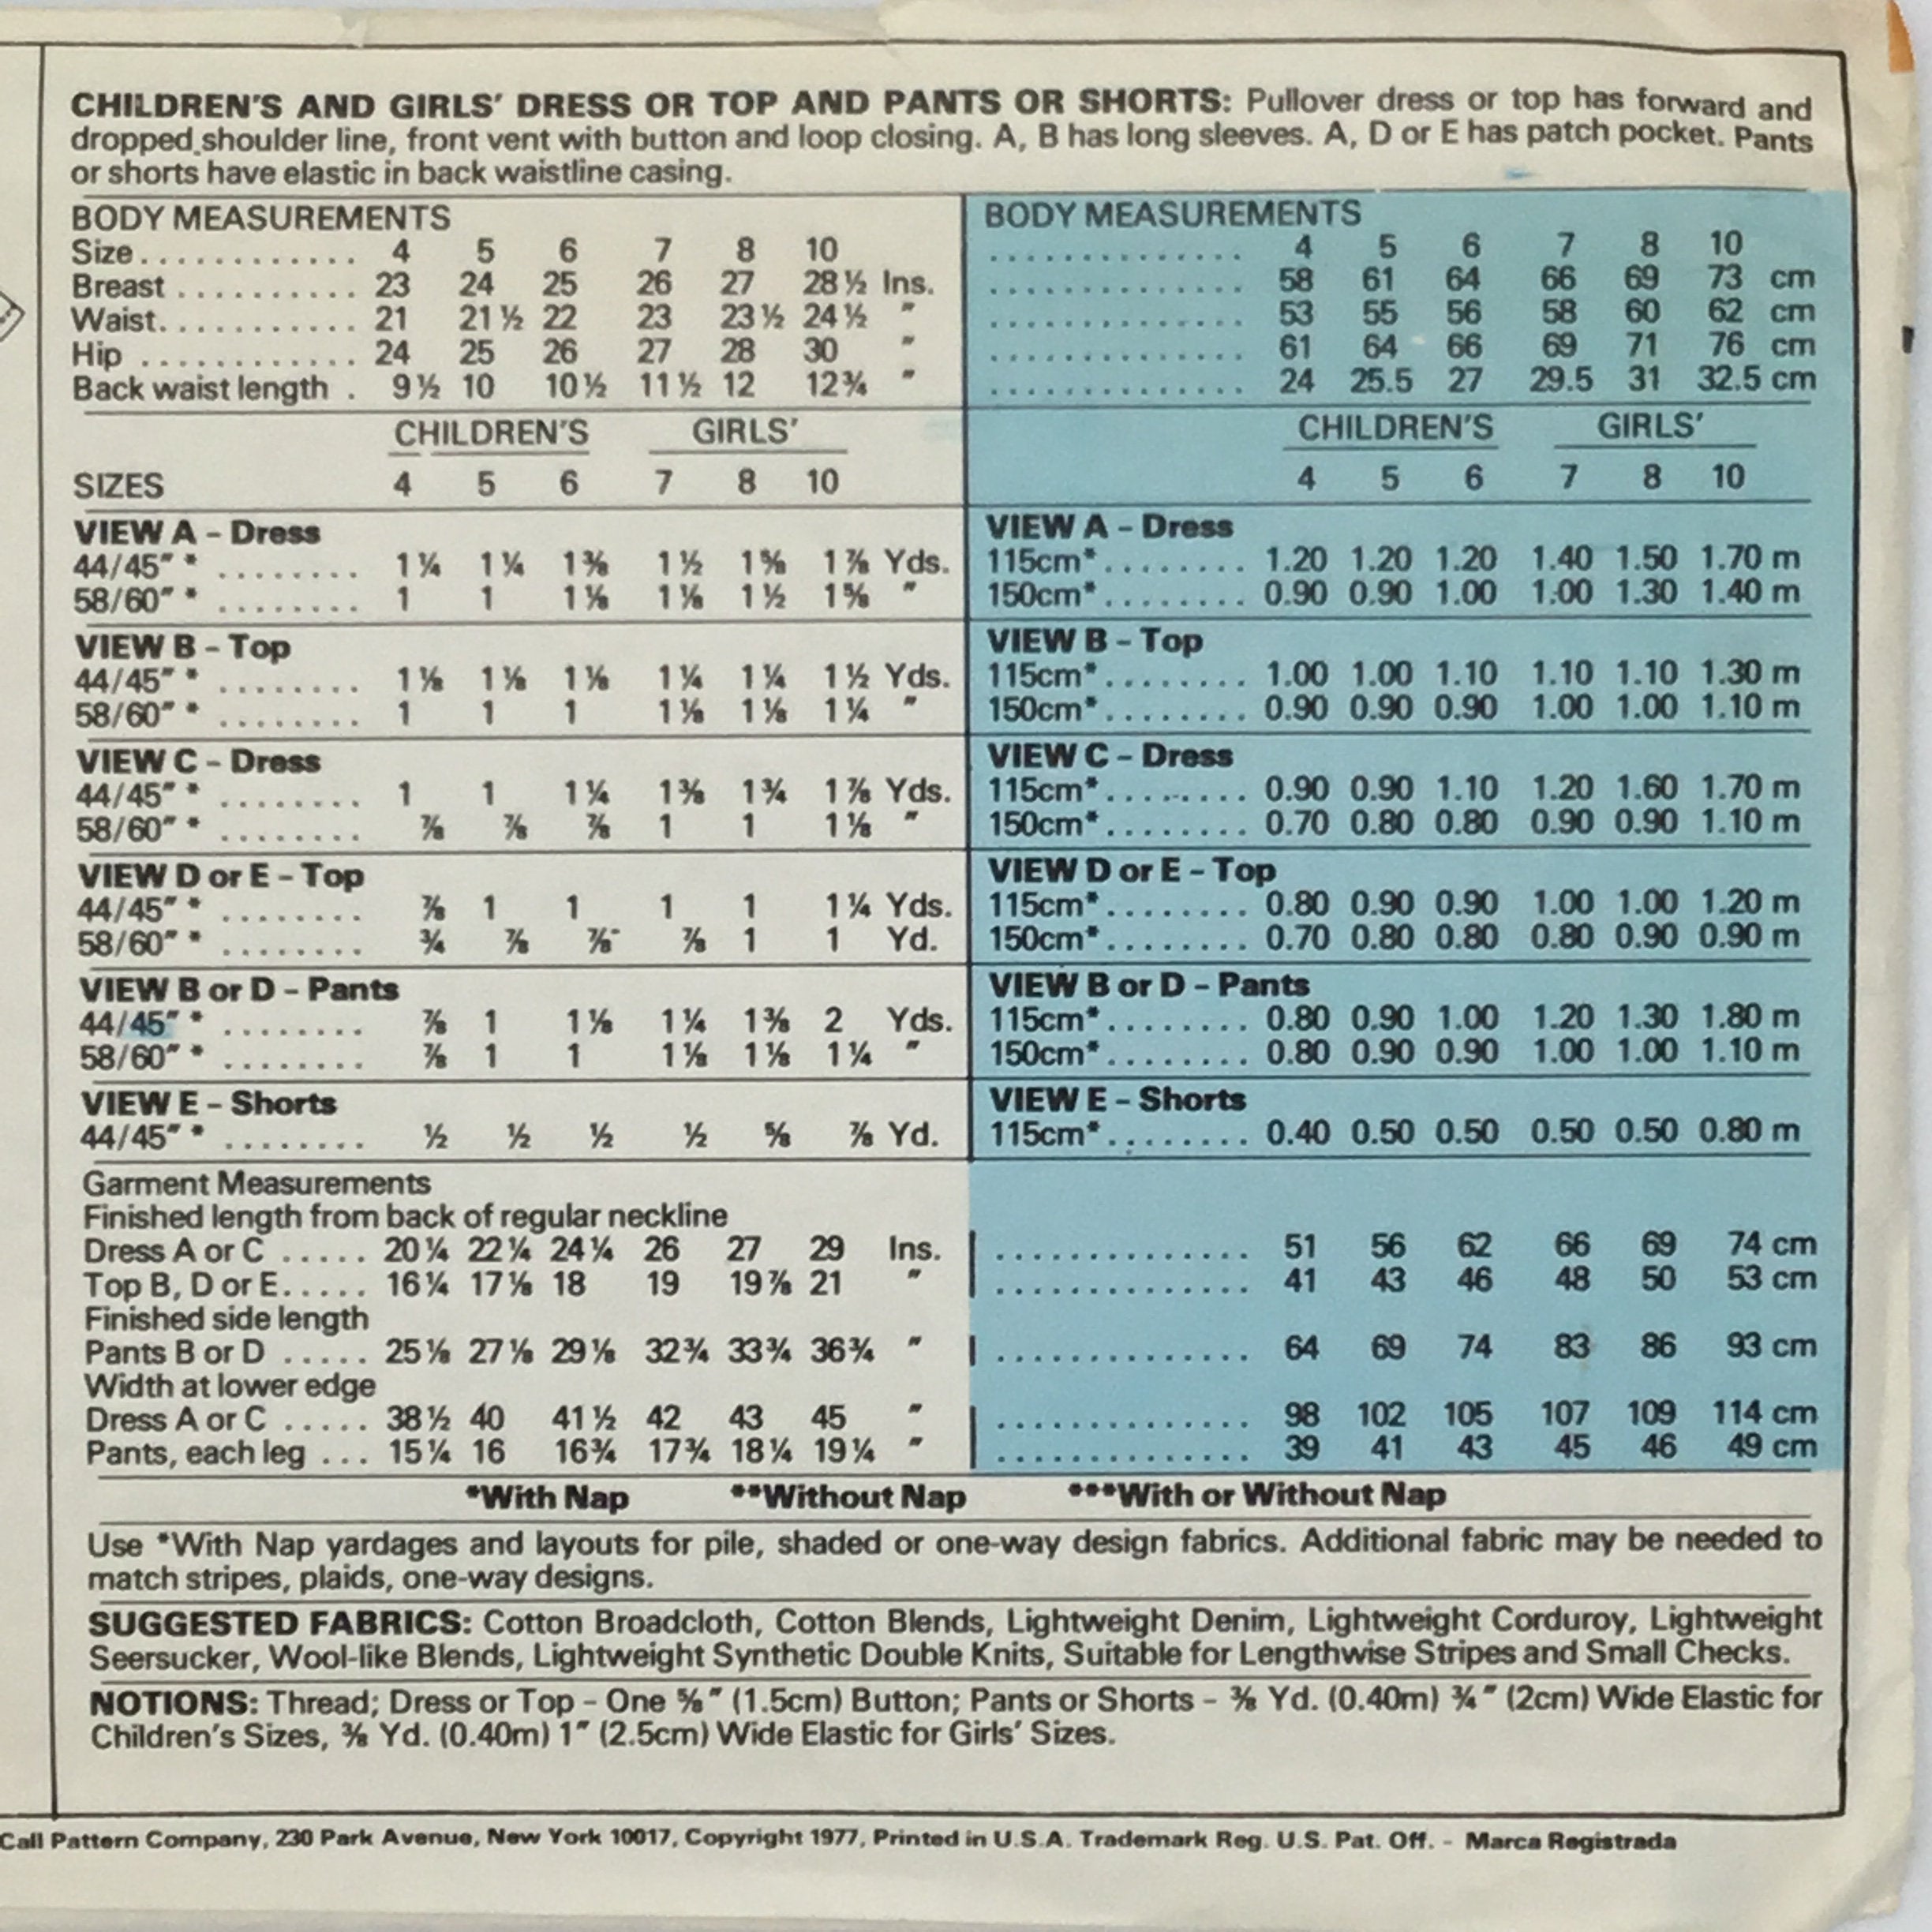 CHILDREN'S AND GIRLS' DRESS OR TOP AND PANTS OR SHORTS: Pullover dress or top has forward and
dropped shoulder line, front vent with button and loop closing. A, B has long sleeves. A, D or E has patch pocket. Pants
or shorts have elastic in back waistline casing.
BODY MEASUREMENTS BODY MEASUREMENTS
Size............. 4 5 6 7 8 10 .............. 4 5 6 7 8 10
Breast ........... 23 24 25 26 27 28½ Ins. .............. 58 61 64 66 69 73 cm
Waist............ 21 21½ 22 23 23½ 24½ " .............. 53 55 56 58 60 62 cm
Hip ............. 24 25 26 27 28 30 " .............. 61 64 66 69 71 76 cm
Back waist length . 9½ 10 10½ 11½ 12 12¾ " .............. 24 25.5 27 29.5 31 32.5 cm
CHILDREN'S GIRLS' CHILDREN'S GIRLS'
SIZES 4 5 6 7 8 10 4 5 6 7 8 10
VIEW A – Dress VIEW A – Dress
44/45" * ........ 1¼ 1¼ 1⅜ 1½ 1⅝ 1⅞ Yds. 115cm*........ 1.20 1.20 1.20 1.40 1.50 1.70 m
58/60" * ........ 1 1 1⅛ 1⅛ 1½ 1⅝ " 150cm*........ 0.90 0.90 1.00 1.00 1.30 1.40 m
VIEW B – Top VIEW B – Top
44/45" * ........ 1⅛ 1⅛ 1⅛ 1¼ 1¼ 1½ Yds. 115cm*........ 1.00 1.00 1.10 1.10 1.10 1.30 m
58/60" * ........ 1 1 1 1⅛ 1⅛ 1¼ " 150cm*........ 0.90 0.90 0.90 1.00 1.00 1.10 m
VIEW C – Dress VIEW C – Dress
44/45" * ........ 1 1 1¼ 1⅜ 1¾ 1⅞ Yds. 115cm*........ 0.90 0.90 1.10 1.20 1.60 1.70 m
58/60" * ........ ⅞ ⅞ ⅞ 1 1 1⅛ " 150cm*........ 0.70 0.80 0.80 0.90 0.90 1.10 m
VIEW D or E – Top VIEW D or E – Top
44/45" * ........ ⅞ 1 1 1 1 1¼ Yds. 115cm*........ 0.80 0.90 0.90 1.00 1.00 1.20 m
58/60" * ........ ¾ ⅞ ⅞ ⅞ 1 1 Yd. 150cm*........ 0.70 0.80 0.80 0.80 0.90 0.90 m
VIEW B or D – Pants VIEW B or D – Pants
44/45" * ........ ⅞ 1 1⅛ 1¼ 1⅜ 2 Yds. 115cm*........ 0.80 0.90 1.00 1.20 1.30 1.80 m
58/60" * ........ ⅞ 1 1 1⅛ 1⅛ 1¼ " 150cm*........ 0.80 0.90 0.90 1.00 1.00 1.10 m
VIEW E – Shorts VIEW E – Shorts
44/45" * ........ ½ ½ ½ ½ ⅝ ⅞ Yd. 115cm*........ 0.40 0.50 0.50 0.50 0.50 0.80 m
Garment Measurements
Finished length from back of regular neckline
Dress A or C ..... 20¼ 22¼ 24¼ 26 27 29 Ins. ............... 51 56 62 66 69 74 cm
Top B, D or E..... 16¼ 17⅛ 18 19 19⅞ 21 " ............... 41 43 46 48 50 53 cm
Finished side length
Pants B or D ..... 25⅛ 27⅛ 29⅛ 32¾ 33¾ 36¾ " ............... 64 69 74 83 86 93 cm
Width at lower edge
Dress A or C ..... 38½ 40 41½ 42 43 45 " ............... 98 102 105 107 109 114 cm
Pants, each leg ... 15¼ 16 16¾ 17¾ 18¼ 19¼ " ............... 39 41 43 45 46 49 cm
*With Nap **Without Nap ***With or Without Nap
Use *With Nap yardages and layouts for pile, shaded or one-way design fabrics. Additional fabric may be needed to
match stripes, plaids, one-way designs.
SUGGESTED FABRICS: Cotton Broadcloth, Cotton Blends, Lightweight Denim, Lightweight Corduroy, Lightweight
Seersucker, Wool-like Blends, Lightweight Synthetic Double Knits, Suitable for Lengthwise Stripes and Small Checks.
NOTIONS: Thread; Dress or Top – One ⅝" (1.5cm) Button; Pants or Shorts – ⅜ Yd. (0.40m) ¾" (2cm) Wide Elastic for
Children's Sizes, ⅜ Yd. (0.40m) 1" (2.5cm) Wide Elastic for Girls' Sizes.
Call Pattern Company, 230 Park Avenue, New York 10017, Copyright 1977, Printed in U.S.A. Trademark Reg. U.S. Pat. Off. - Marca Registrada